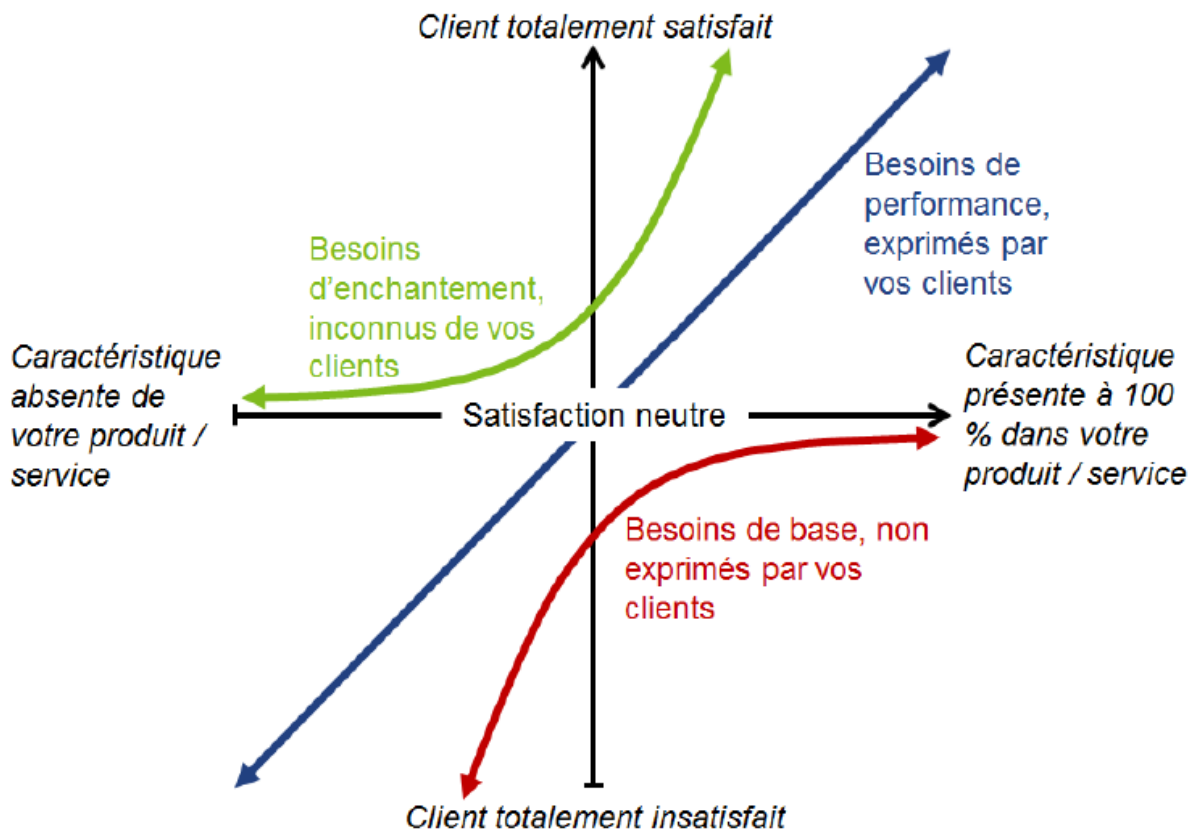 Client totalement satisfait
Besoins de
performance,
exprimés par
vos clients
Besoins
d'enchantement,
inconnus de vos
clients
Caractéristique
absente de
votre produit /
service
Satisfaction neutre
Caractéristique
présente à 100
% dans votre
produit / service
Besoins de base, non
exprimés par vos
clients
Client totalement insatisfait